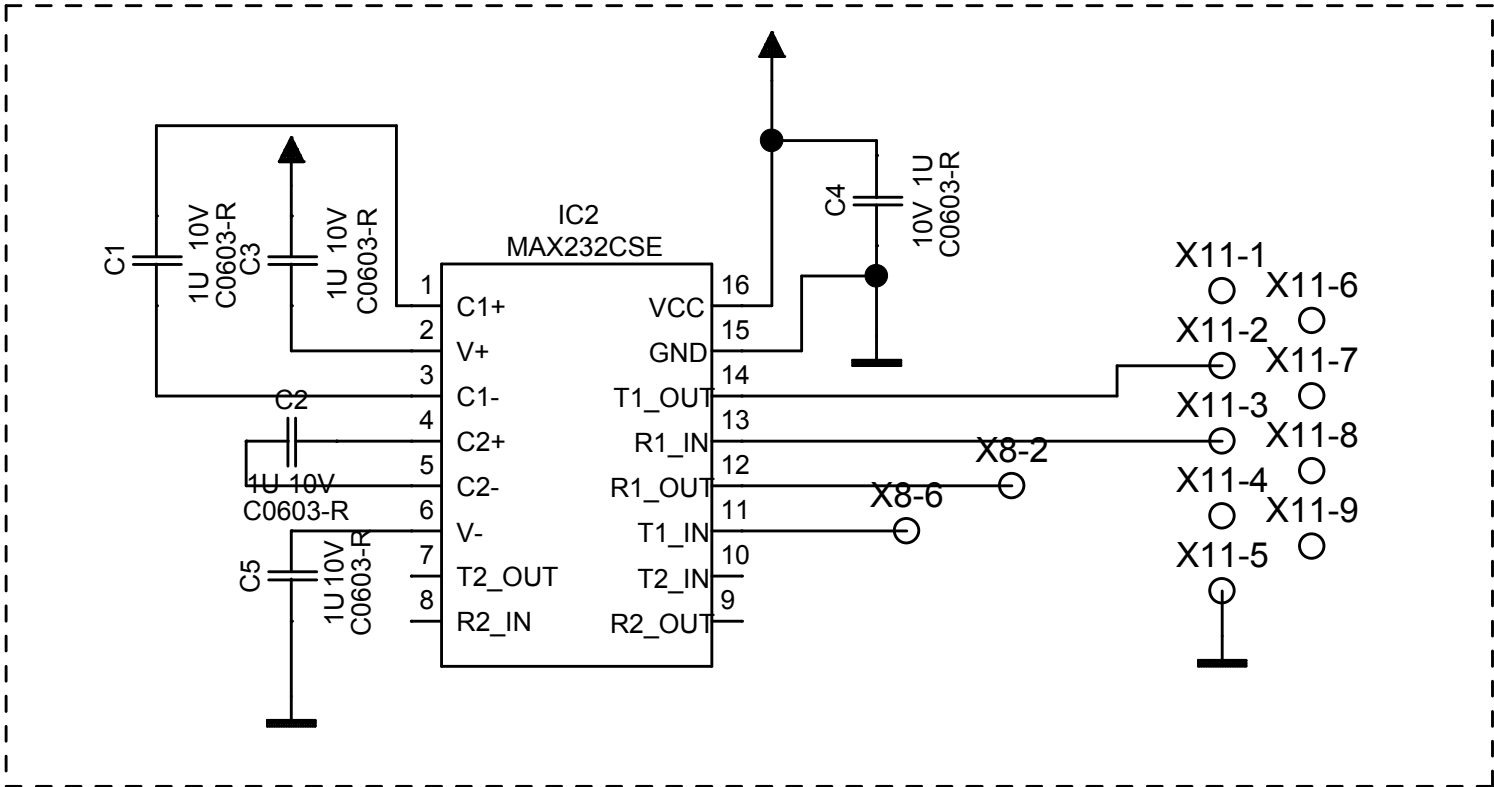 C1
1U 10V
C0603-R
C3
1U 10V
C0603-R
IC2
MAX232CSE
C4
10V 1U
C0603-R
1
C1+
2
V+
3
C1-
4
C2+
5
C2-
6
V-
7
T2_OUT
8
R2_IN
16
VCC
15
GND
14
T1_OUT
13
R1_IN
12
R1_OUT
11
T1_IN
10
T2_IN
9
R2_OUT
C2
1U 10V
C0603-R
C5
1U 10V
C0603-R
X8-2
X8-6
X11-1
X11-6
X11-2
X11-7
X11-3
X11-8
X11-4
X11-9
X11-5